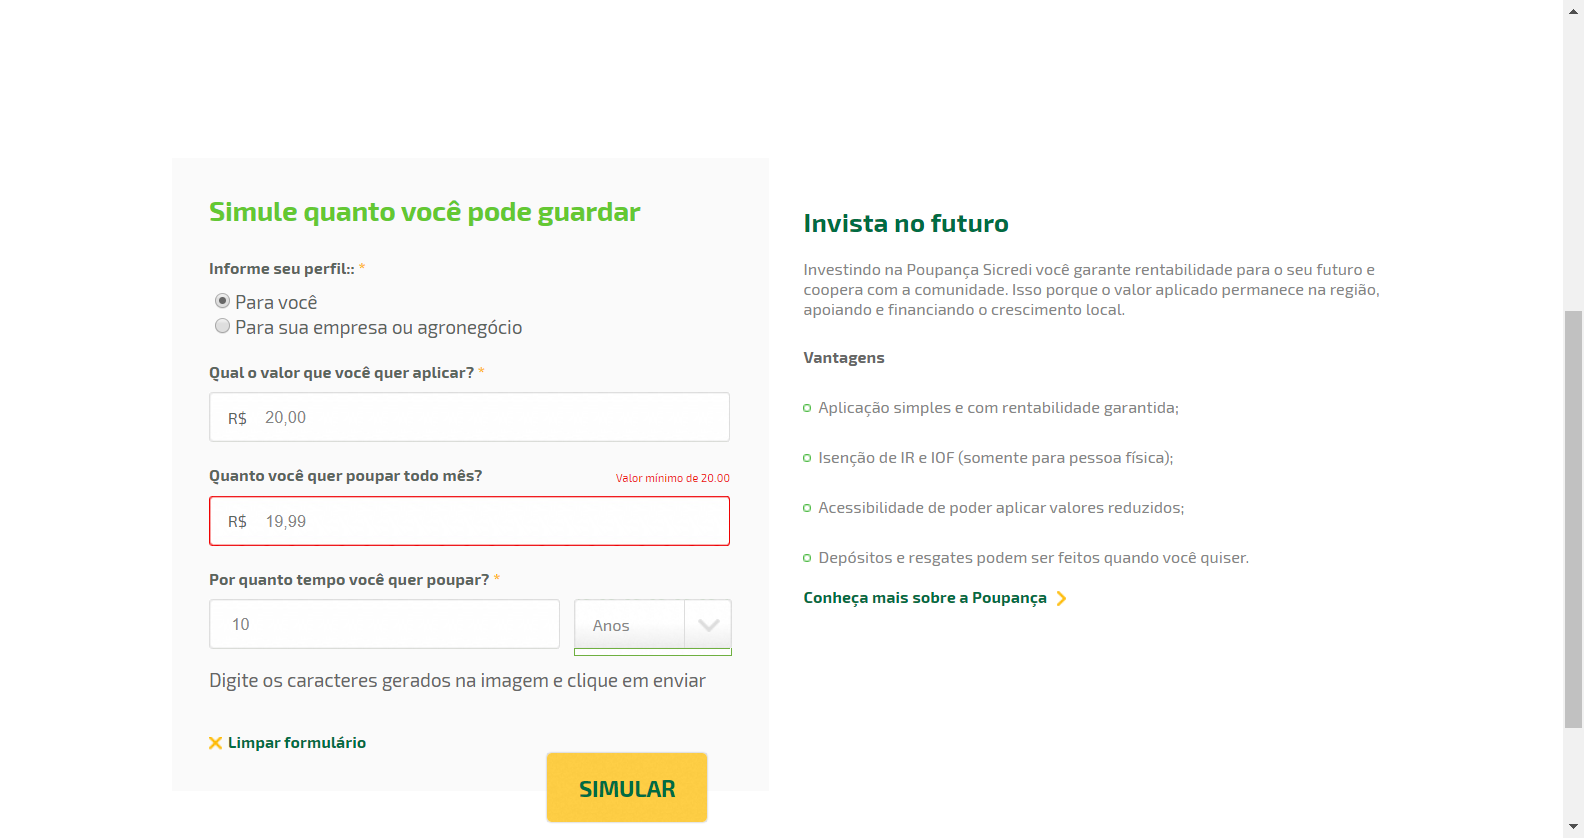 Simule quanto você pode guardar
Informe seu perfil:: *
Para você
Para sua empresa ou agronegócio
Qual o valor que você quer aplicar? *
R$ 20,00
Quanto você quer poupar todo mês? Valor mínimo de 20.00
R$ 19,99
Por quanto tempo você quer poupar? *
10 Anos
Digite os caracteres gerados na imagem e clique em enviar
Limpar formulário
SIMULAR
Invista no futuro
Investindo na Poupança Sicredi você garante rentabilidade para o seu futuro e
coopera com a comunidade. Isso porque o valor aplicado permanece na região,
apoiando e financiando o crescimento local.
Vantagens
Aplicação simples e com rentabilidade garantida;
Isenção de IR e IOF (somente para pessoa física);
Acessibilidade de poder aplicar valores reduzidos;
Depósitos e resgates podem ser feitos quando você quiser.
Conheça mais sobre a Poupança